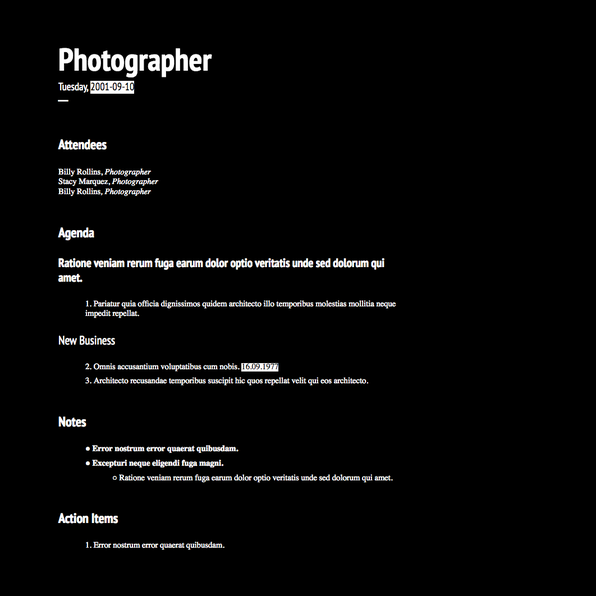 Photographer
Tuesday, 2001-09-10
Attendees
Billy Rollins, Photographer
Stacy Marquez, Photographer
Billy Rollins, Photographer
Agenda
Ratione veniam rerum fuga earum dolor optio veritatis unde sed dolorum qui
amet.
1. Pariatur quia officia dignissimos quidem architecto illo temporibus molestias mollitia neque
impedit repellat.
New Business
2. Omnis accusantium voluptatibus cum nobis. 16.09.1977
3. Architecto recusandae temporibus suscipit hic quos repellat velit qui eos architecto.
Notes
● Error nostrum error quaerat quibusdam.
● Excepturi neque eligendi fuga magni.
○ Ratione veniam rerum fuga earum dolor optio veritatis unde sed dolorum qui amet.
Action Items
1. Error nostrum error quaerat quibusdam.